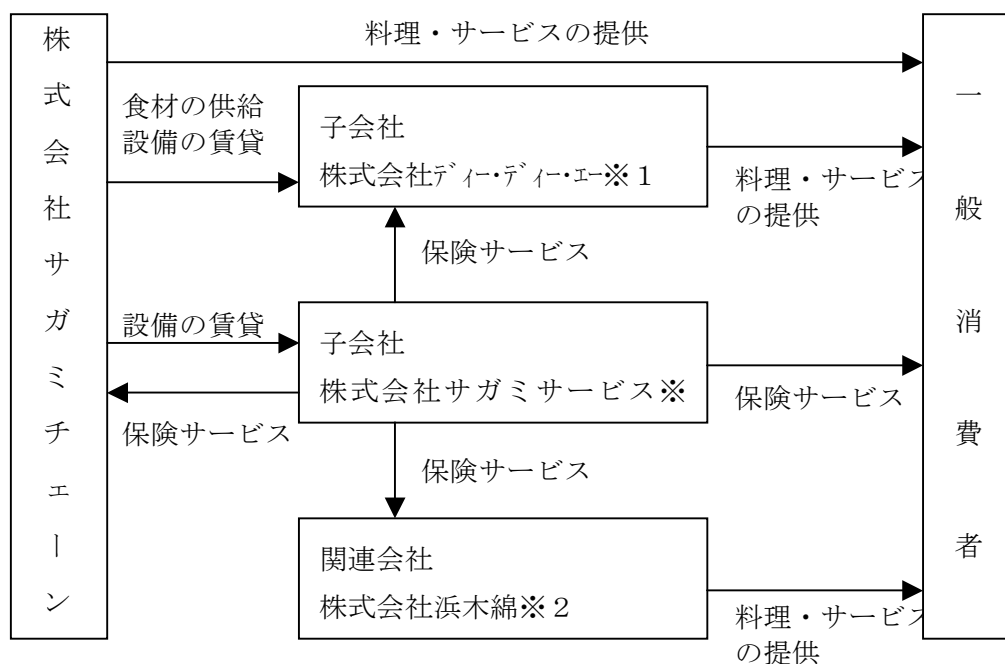 株式会社サガミチェーン
料理・サービスの提供
一般消費者
食材の供給
設備の賃貸
子会社
株式会社ディー・ディー・エー※1
料理・サービス
の提供
保険サービス
設備の賃貸
子会社
株式会社サガミサービス※
保険サービス
保険サービス
保険サービス
関連会社
株式会社浜木綿※2
料理・サービス
の提供